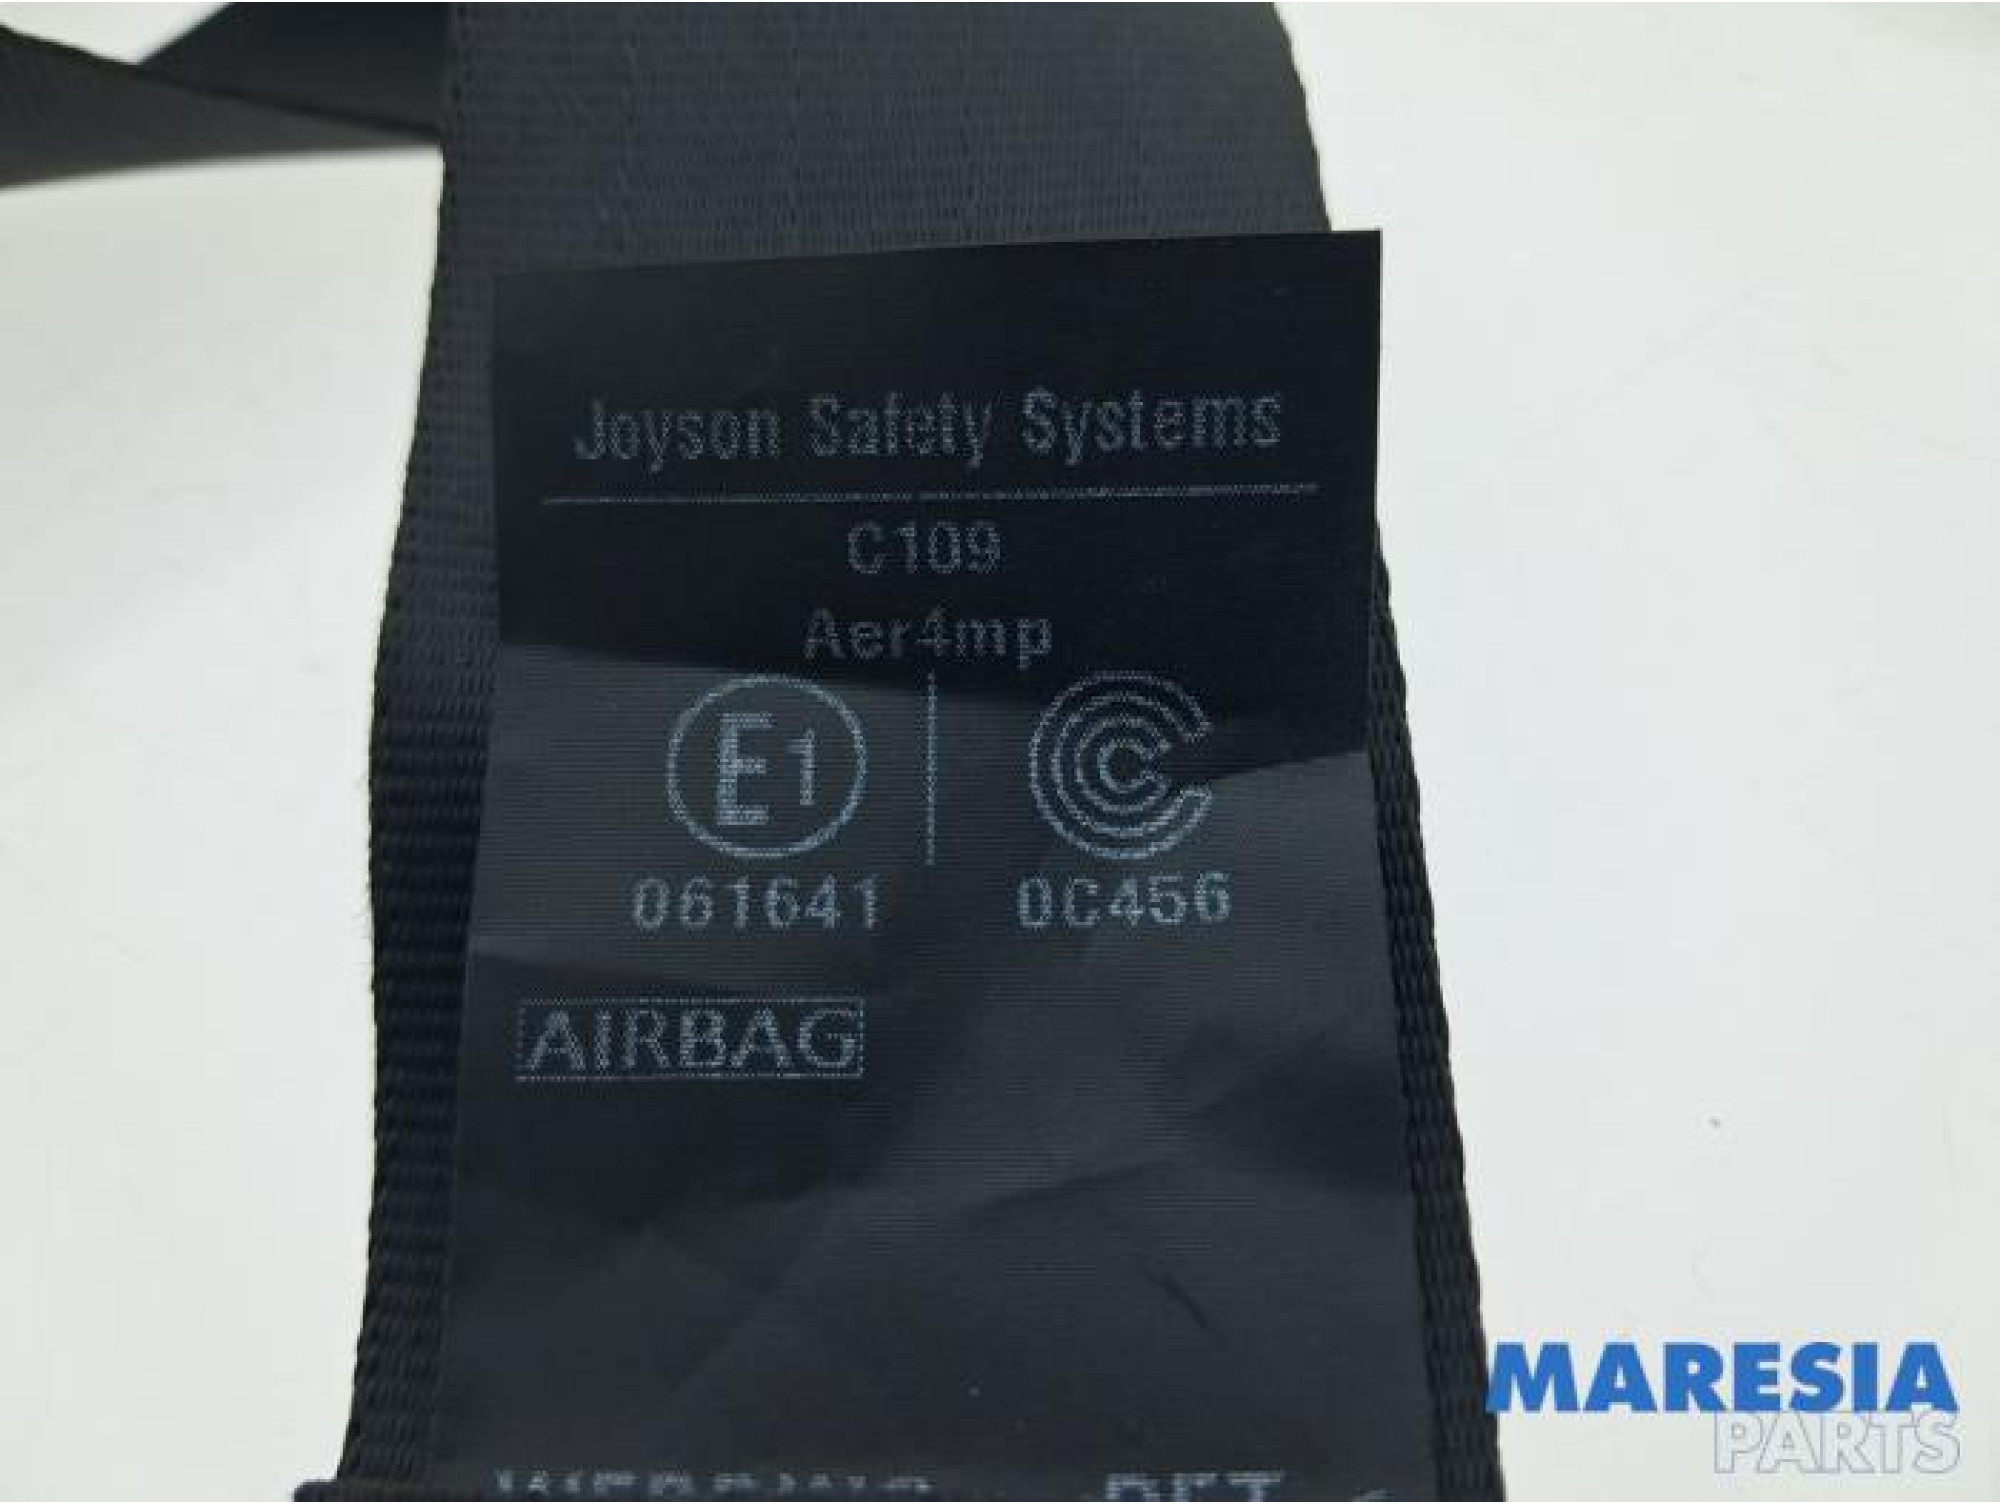 Joyson Safety Systems
C109
Aer4mp
E1
C
061641
0C456
AIRBAG
MARESIA
PARTS